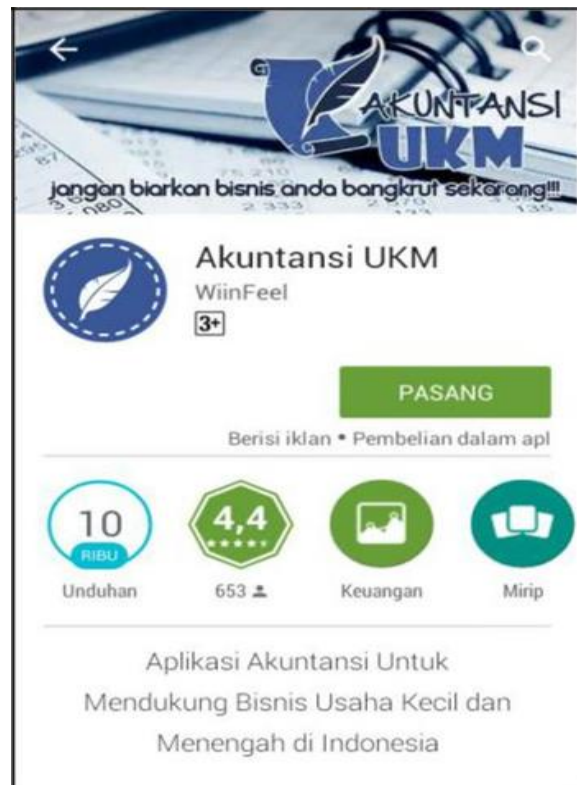 AKUNTANSI
UKM
jangan biarkan bisnis anda bangkrut sekarang!!!
Akuntansi UKM
WiinFeel
3+
PASANG
Berisi iklan • Pembelian dalam apl
10
RIBU
4,4
Unduhan
653
Keuangan
Mirip
Aplikasi Akuntansi Untuk
Mendukung Bisnis Usaha Kecil dan
Menengah di Indonesia